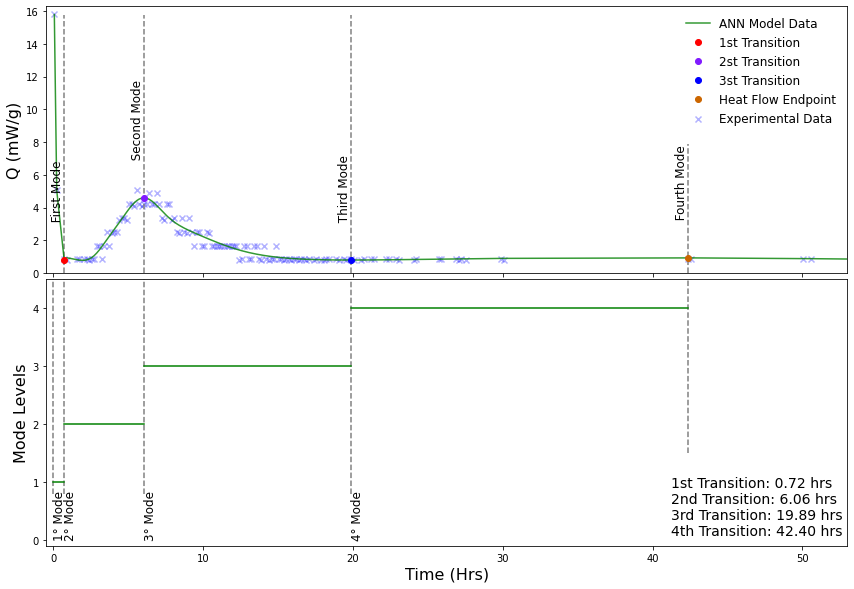 16
14
12
10
8
6
4
2
0
Q (mW/g)
First Mode
Second Mode
Third Mode
Fourth Mode
ANN Model Data
1st Transition
2st Transition
3st Transition
Heat Flow Endpoint
Experimental Data
4
3
2
1
0
Mode Levels
1° Mode
2° Mode
3° Mode
4° Mode
1st Transition: 0.72 hrs
2nd Transition: 6.06 hrs
3rd Transition: 19.89 hrs
4th Transition: 42.40 hrs
0 10 20 30 40 50
Time (Hrs)